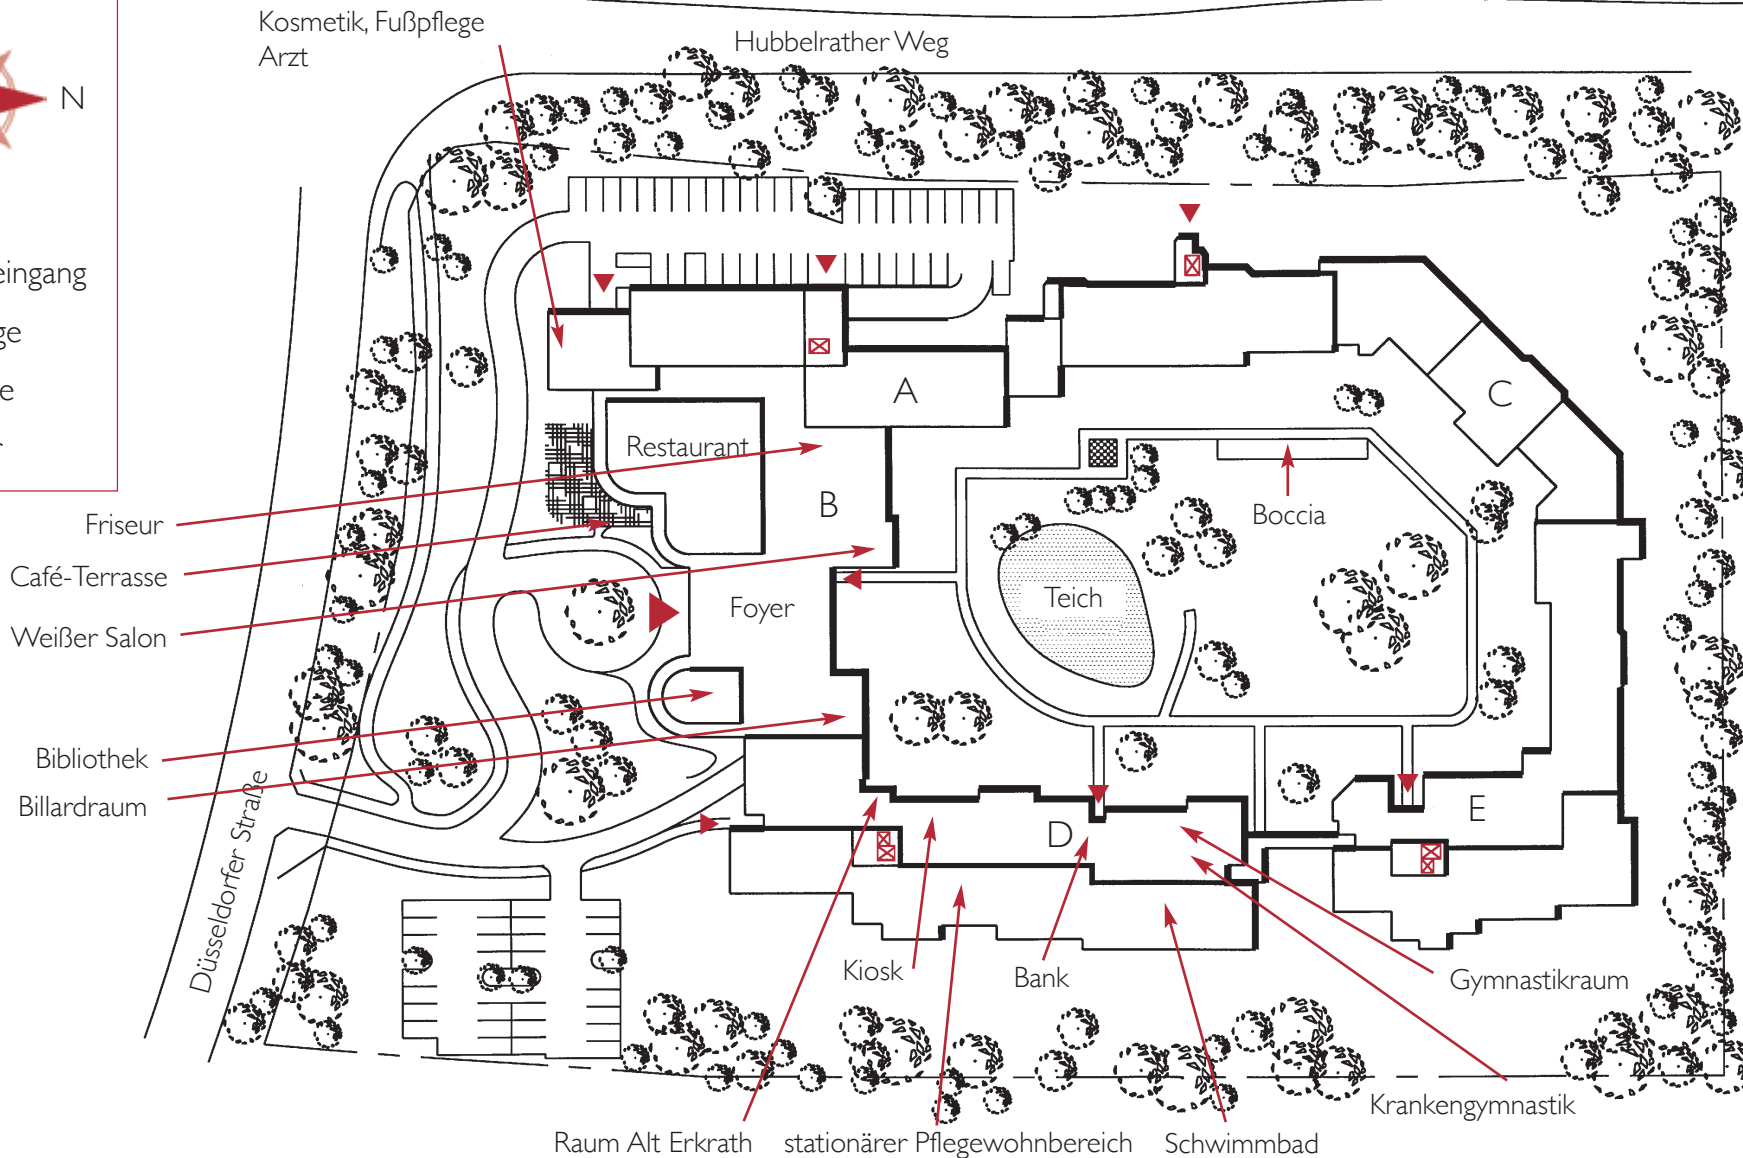 Kosmetik, Fußpflege
Arzt
Hubbelrather Weg
N
eingang
A
C
Restaurant
B
Friseur
Boccia
Café-Terrasse
Teich
Foyer
Weißer Salon
Bibliothek
Billardraum
Düsseldorfer Straße
D
E
Kiosk
Bank
Gymnastikraum
Krankengymnastik
Raum Alt Erkrath
stationärer Pflegewohnbereich
Schwimmbad